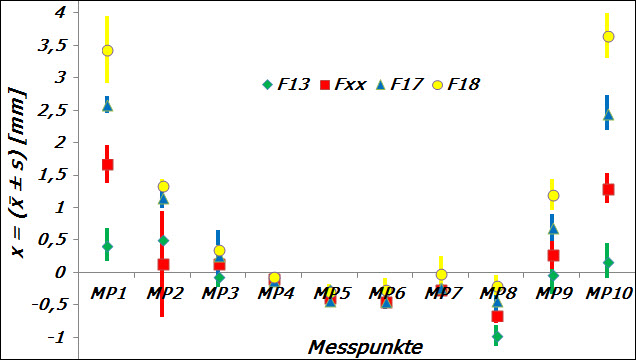 4
3,5
3
2,5
2
1,5
1
0,5
0
-0,5
-1
x = (x̄ ± s) [mm]
F13 Fxx F17 F18
MP1 MP2 MP3 MP4 MP5 MP6 MP7 MP8 MP9 MP10
Messpunkte